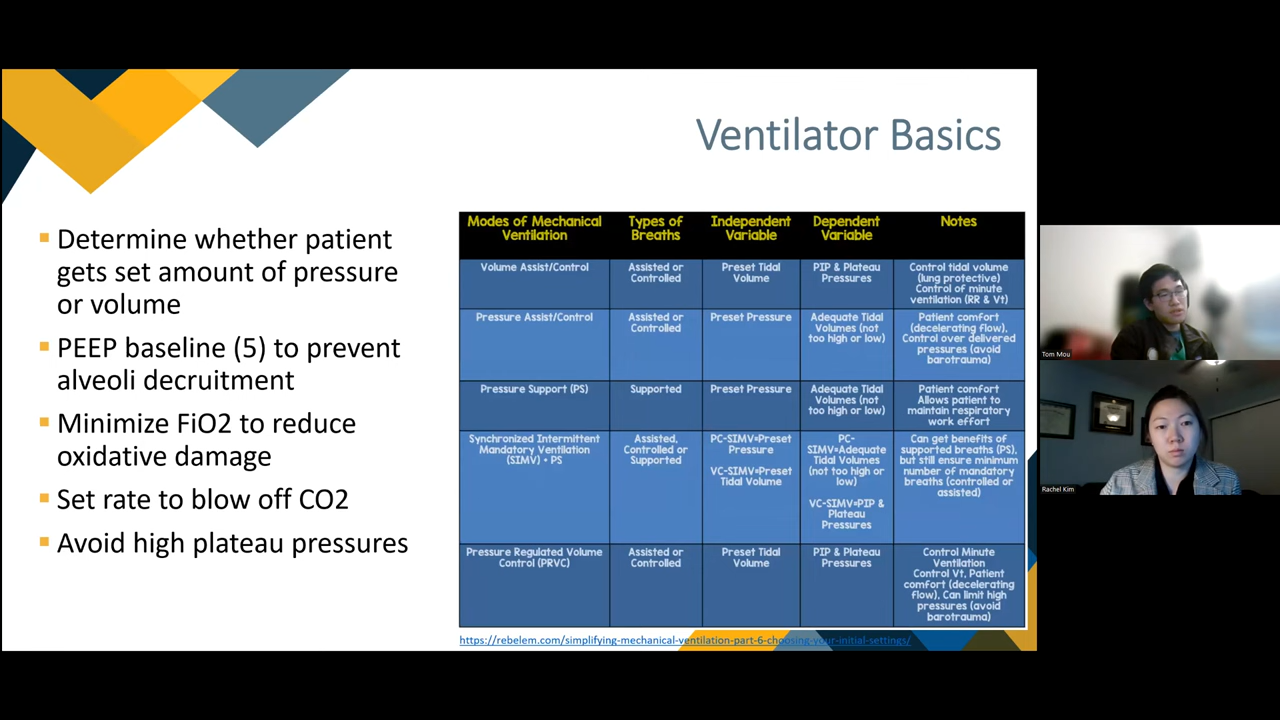 Ventilator Basics
Determine whether patient
gets set amount of pressure
or volume
PEEP baseline (5) to prevent
alveoli decruitment
Minimize FiO2 to reduce
oxidative damage
Set rate to blow off CO2
Avoid high plateau pressures
Modes of Mechanical
Ventilation
Types of
Breaths
Independent
Variable
Dependent
Variable
Notes
Volume Assist/Control
Assisted or
Controlled
Preset Tidal
Volume
PIP & Plateau
Pressures
Control tidal volume
(lung protective)
Control of minute
ventilation (RR & Vt)
Pressure Assist/Control
Assisted or
Controlled
Preset Pressure
Adequate Tidal
Volumes (not
too high or low)
Patient comfort
(decelerating flow),
Control over delivered
pressures (avoid
barotrauma)
Pressure Support (PS)
Supported
Preset Pressure
Adequate Tidal
Volumes (not
too high or low)
Patient comfort
Allows patient to
maintain respiratory
work effort
Synchronized Intermittent
Mandatory Ventilation
(SIMV) + PS
Assisted,
Controlled or
Supported
PC-SIMV=Preset
Pressure
VC-SIMV=Preset
Tidal Volume
PC-
SIMV=Adequate
Tidal Volumes
(not too high or
low)
VC-SIMV=PIP &
Plateau
Pressures
Can get benefits of
supported breaths (PS),
but still ensure minimum
number of mandatory
breaths (controlled or
assisted)
Pressure Regulated Volume
Control (PRVC)
Assisted or
Controlled
Preset Tidal
Volume
PIP & Plateau
Pressures
Control Minute
Ventilation
Control Vt, Patient
comfort (decelerating
flow), Can limit high
pressures (avoid
barotrauma)
https://rebelem.com/simplifying-mechanical-ventilation-part-6-choosing-your-initial-settings/
Tom Mou
Rachel Kim